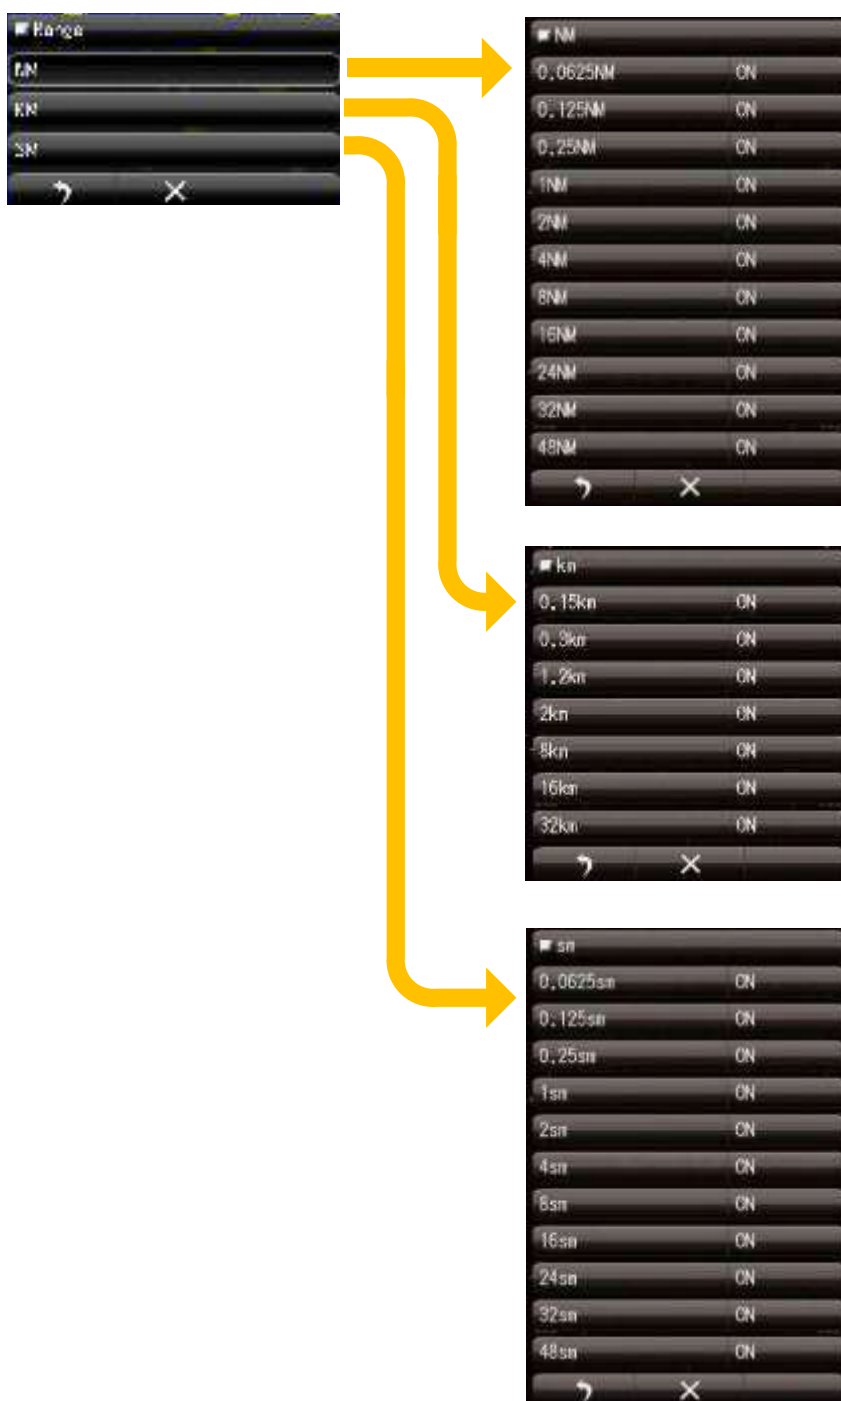 Range
NM
KM
SM
NM
0.0625NM ON
0.125NM ON
0.25NM ON
1NM ON
2NM ON
4NM ON
8NM ON
16NM ON
24NM ON
32NM ON
48NM ON
km
0.15km ON
0.3km ON
1.2km ON
2km ON
8km ON
16km ON
32km ON
sm
0.0625sm ON
0.125sm ON
0.25sm ON
1sm ON
2sm ON
4sm ON
8sm ON
16sm ON
24sm ON
32sm ON
48sm ON